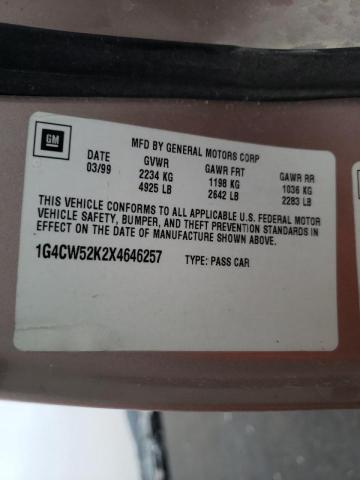 GM
MFD BY GENERAL MOTORS CORP
DATE GVWR GAWR FRT GAWR RR
03/99 2234 KG 1198 KG 1036 KG
4925 LB 2642 LB 2283 LB
THIS VEHICLE CONFORMS TO ALL APPLICABLE U.S. FEDERAL MOTOR
VEHICLE SAFETY, BUMPER, AND THEFT PREVENTION STANDARDS IN
EFFECT ON THE DATE OF MANUFACTURE SHOWN ABOVE.
1G4CW52K2X4646257 TYPE: PASS CAR